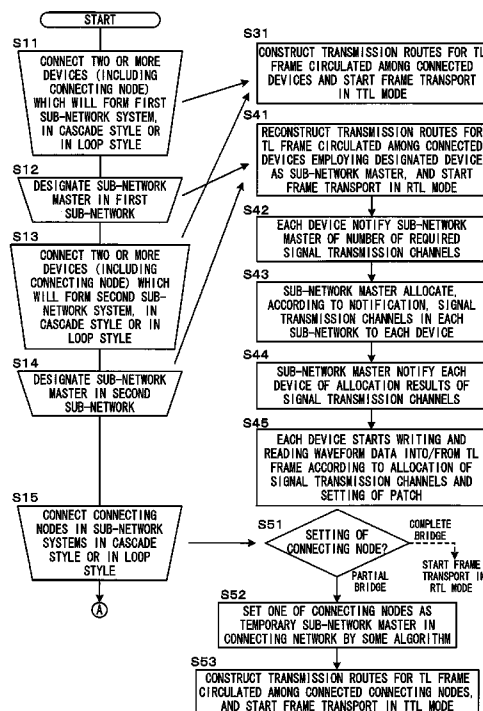 START
S11
CONNECT TWO OR MORE
DEVICES (INCLUDING
CONNECTING NODE)
WHICH WILL FORM FIRST
SUB-NETWORK SYSTEM,
IN CASCADE STYLE OR
IN LOOP STYLE
S12
DESIGNATE SUB-NETWORK
MASTER IN FIRST
SUB-NETWORK
S13
CONNECT TWO OR MORE
DEVICES (INCLUDING
CONNECTING NODE) WHICH
WILL FORM SECOND SUB-
NETWORK SYSTEM, IN
CASCADE STYLE OR IN
LOOP STYLE
S14
DESIGNATE SUB-NETWORK
MASTER IN SECOND
SUB-NETWORK
S15
CONNECT CONNECTING
NODES IN SUB-NETWORK
SYSTEMS IN CASCADE
STYLE OR IN LOOP
STYLE
A
S31
CONSTRUCT TRANSMISSION ROUTES FOR TL
FRAME CIRCULATED AMONG CONNECTED
DEVICES AND START FRAME TRANSPORT
IN TTL MODE
S41
RECONSTRUCT TRANSMISSION ROUTES FOR
TL FRAME CIRCULATED AMONG CONNECTED
DEVICES EMPLOYING DESIGNATED DEVICE
AS SUB-NETWORK MASTER, AND START
FRAME TRANSPORT IN RTL MODE
S42
EACH DEVICE NOTIFY SUB-NETWORK
MASTER OF NUMBER OF REQUIRED
SIGNAL TRANSMISSION CHANNELS
S43
SUB-NETWORK MASTER ALLOCATE,
ACCORDING TO NOTIFICATION, SIGNAL
TRANSMISSION CHANNELS IN EACH
SUB-NETWORK TO EACH DEVICE
S44
SUB-NETWORK MASTER NOTIFY EACH
DEVICE OF ALLOCATION RESULTS OF
SIGNAL TRANSMISSION CHANNELS
S45
EACH DEVICE STARTS WRITING AND
READING WAVEFORM DATA INTO/FROM TL
FRAME ACCORDING TO ALLOCATION OF
SIGNAL TRANSMISSION CHANNELS AND
SETTING OF PATCH
S51
SETTING OF
CONNECTING NODE?
COMPLETE
BRIDGE
START FRAME
TRANSPORT IN
RTL MODE
PARTIAL
BRIDGE
S52
SET ONE OF CONNECTING NODES AS
TEMPORARY SUB-NETWORK MASTER IN
CONNECTING NETWORK BY SOME ALGORITHM
S53
CONSTRUCT TRANSMISSION ROUTES FOR TL FRAME
CIRCULATED AMONG CONNECTED CONNECTING NODES,
AND START FRAME TRANSPORT IN TTL MODE